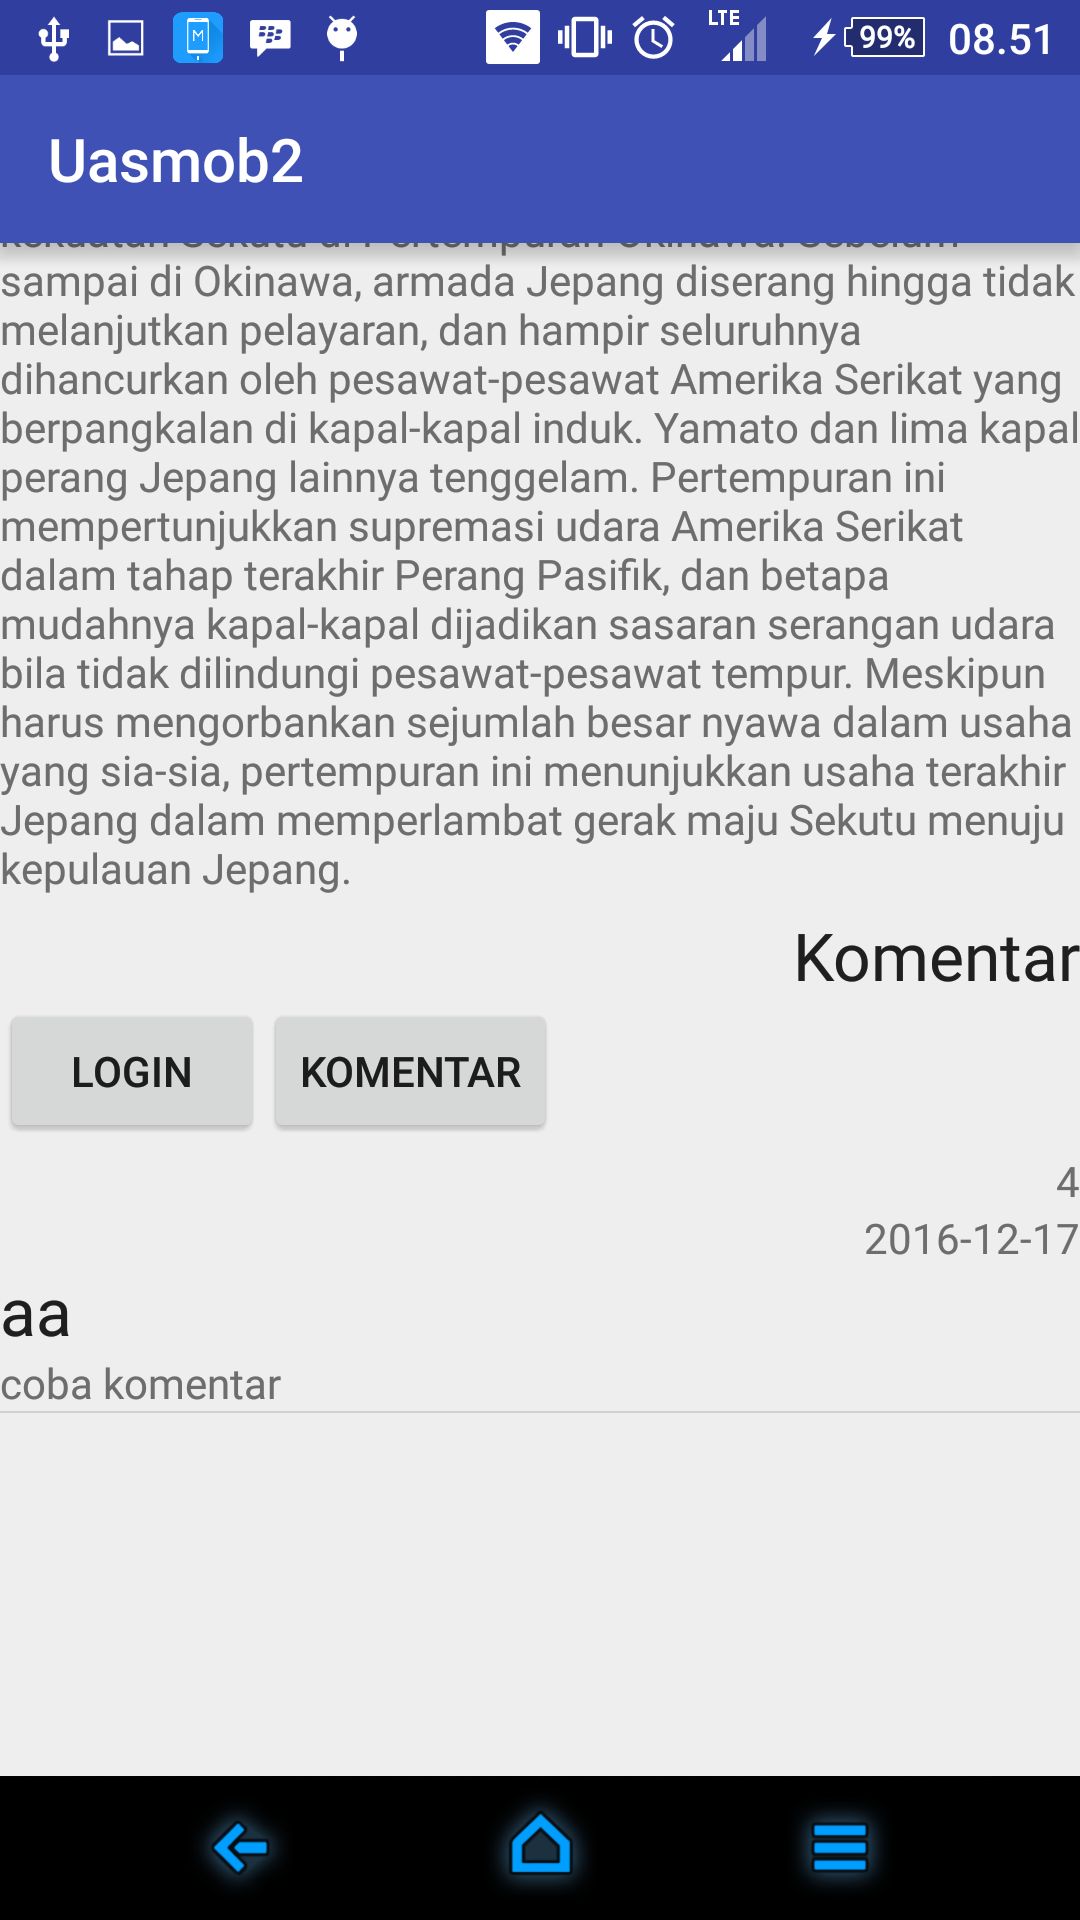 LTE
99%
08.51
Uasmob2
sampai di Okinawa, armada Jepang diserang hingga tidak
melanjutkan pelayaran, dan hampir seluruhnya
dihancurkan oleh pesawat-pesawat Amerika Serikat yang
berpangkalan di kapal-kapal induk. Yamato dan lima kapal
perang Jepang lainnya tenggelam. Pertempuran ini
mempertunjukkan supremasi udara Amerika Serikat
dalam tahap terakhir Perang Pasifik, dan betapa
mudahnya kapal-kapal dijadikan sasaran serangan udara
bila tidak dilindungi pesawat-pesawat tempur. Meskipun
harus mengorbankan sejumlah besar nyawa dalam usaha
yang sia-sia, pertempuran ini menunjukkan usaha terakhir
Jepang dalam memperlambat gerak maju Sekutu menuju
kepulauan Jepang.
Komentar
LOGIN
KOMENTAR
4
2016-12-17
aa
coba komentar